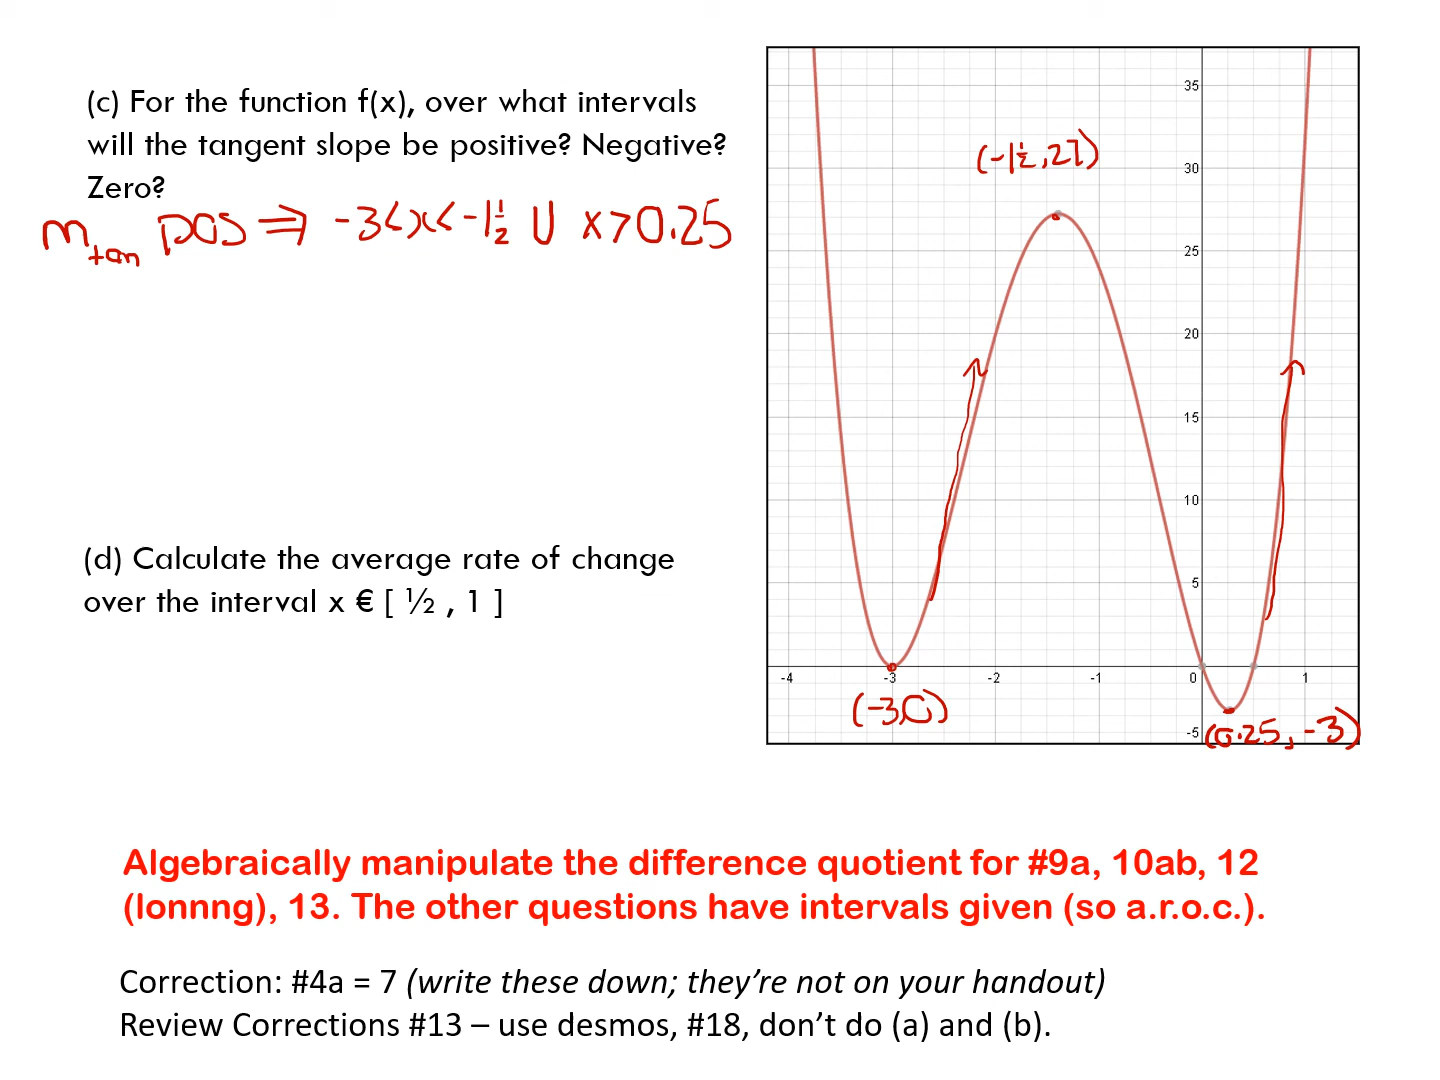 (c) For the function f(x), over what intervals
will the tangent slope be positive? Negative?
Zero?
m_tan pos ⇒ -3<x<-1½ ∪ x>0.25
(d) Calculate the average rate of change
over the interval x € [ ½ , 1 ]
35
(-1½, 27)
30
25
20
15
10
5
-4
-3
-2
-1
0
1
-5
(-3,0)
(0.25, -3)
Algebraically manipulate the difference quotient for #9a, 10ab, 12
(lonnng), 13. The other questions have intervals given (so a.r.o.c.).
Correction: #4a = 7 (write these down; they’re not on your handout)
Review Corrections #13 – use desmos, #18, don’t do (a) and (b).